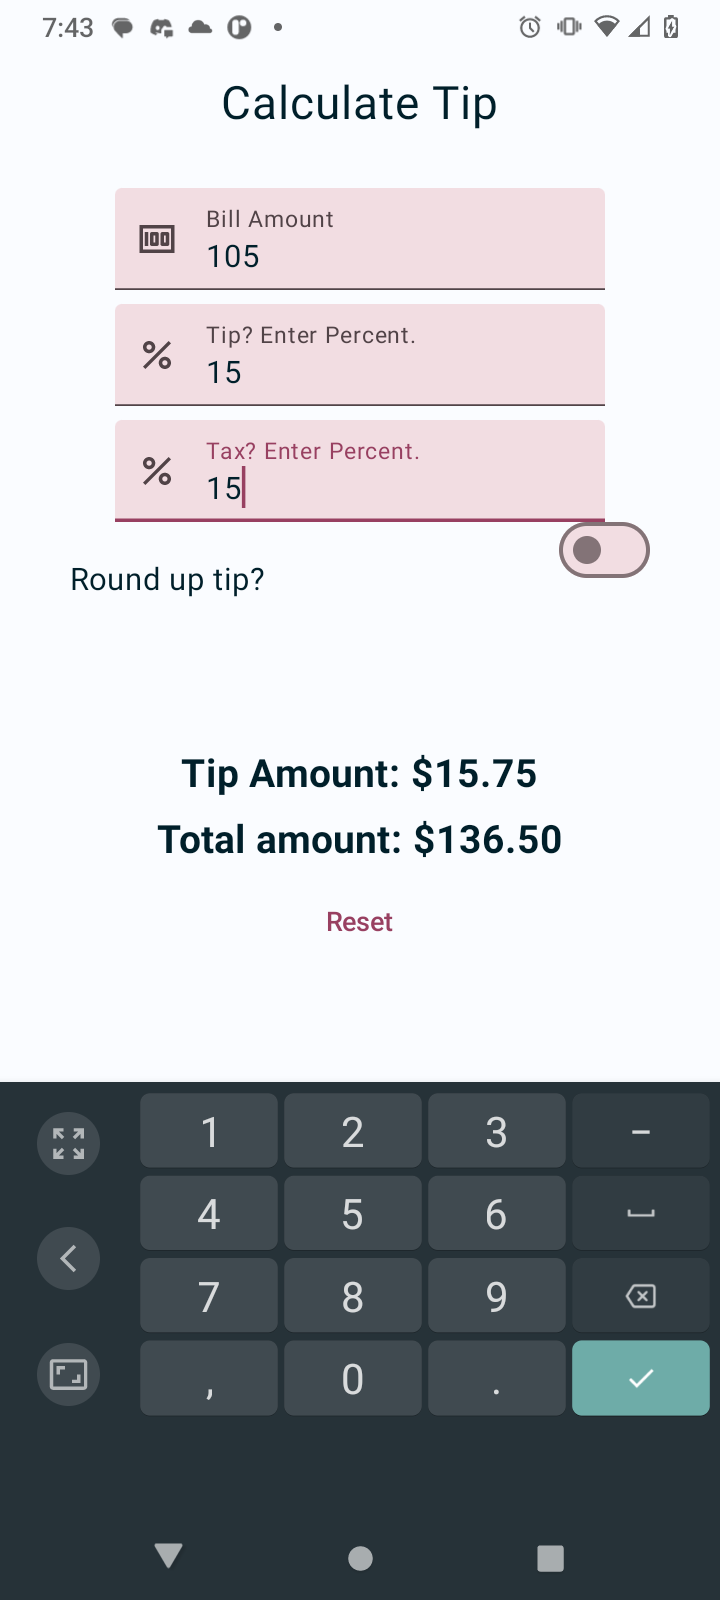 7:43
Calculate Tip
Bill Amount
105
Tip? Enter Percent.
15
Tax? Enter Percent.
15
Round up tip?
Tip Amount: $15.75
Total amount: $136.50
Reset
1 2 3 –
4 5 6
7 8 9
, 0 .